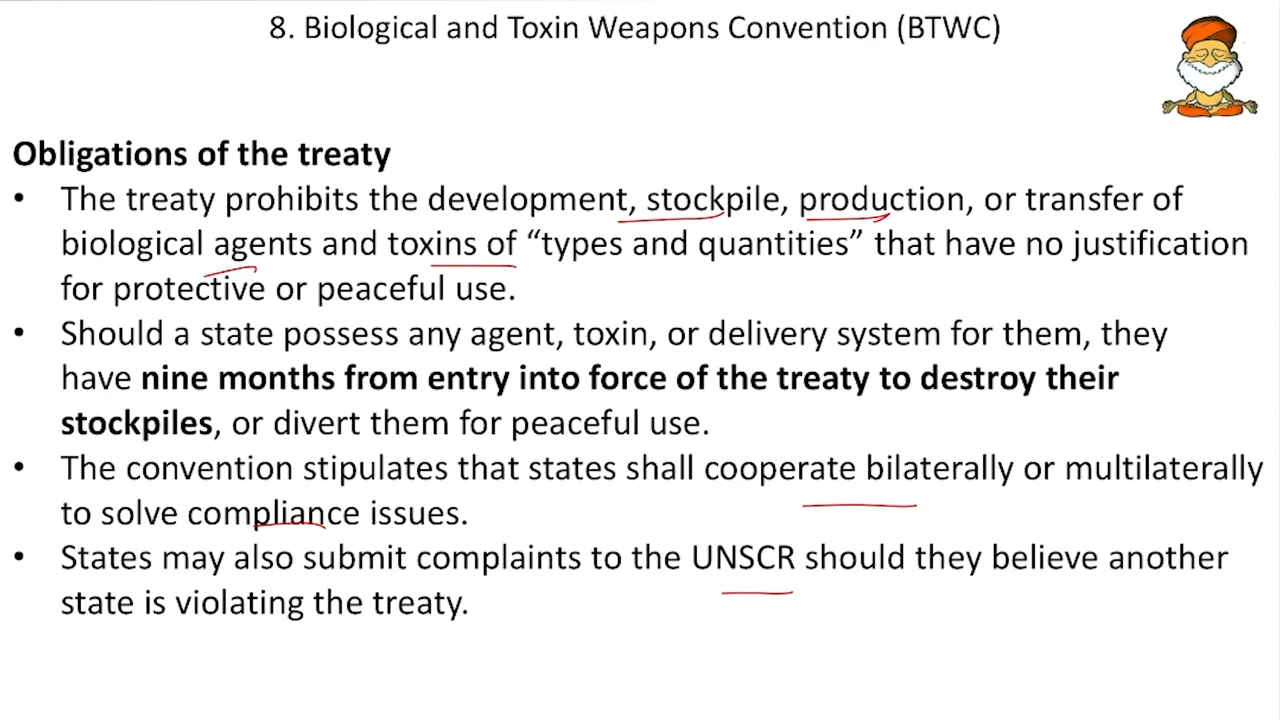 8. Biological and Toxin Weapons Convention (BTWC)
Obligations of the treaty
• The treaty prohibits the development, stockpile, production, or transfer of
biological agents and toxins of “types and quantities” that have no justification
for protective or peaceful use.
• Should a state possess any agent, toxin, or delivery system for them, they
have nine months from entry into force of the treaty to destroy their
stockpiles, or divert them for peaceful use.
• The convention stipulates that states shall cooperate bilaterally or multilaterally
to solve compliance issues.
• States may also submit complaints to the UNSCR should they believe another
state is violating the treaty.